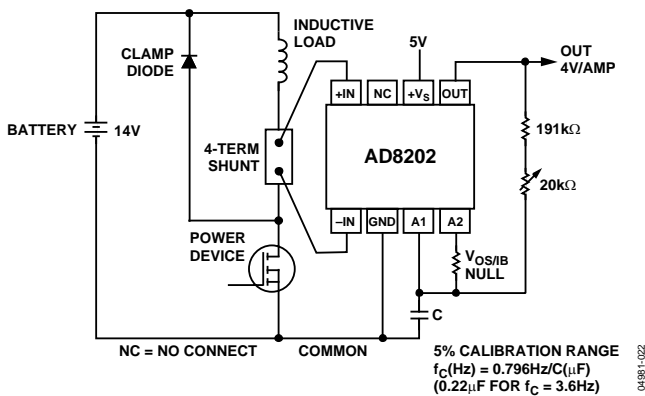 INDUCTIVE
LOAD
CLAMP
DIODE
5V
OUT
4V/AMP
+IN
NC
+VS
OUT
BATTERY
14V
4-TERM
SHUNT
AD8202
191kΩ
20kΩ
–IN
GND
A1
A2
POWER
DEVICE
VOS/IB
NULL
C
NC = NO CONNECT
COMMON
5% CALIBRATION RANGE
fC(Hz) = 0.796Hz/C(μF)
(0.22μF FOR fC = 3.6Hz)
04981-022